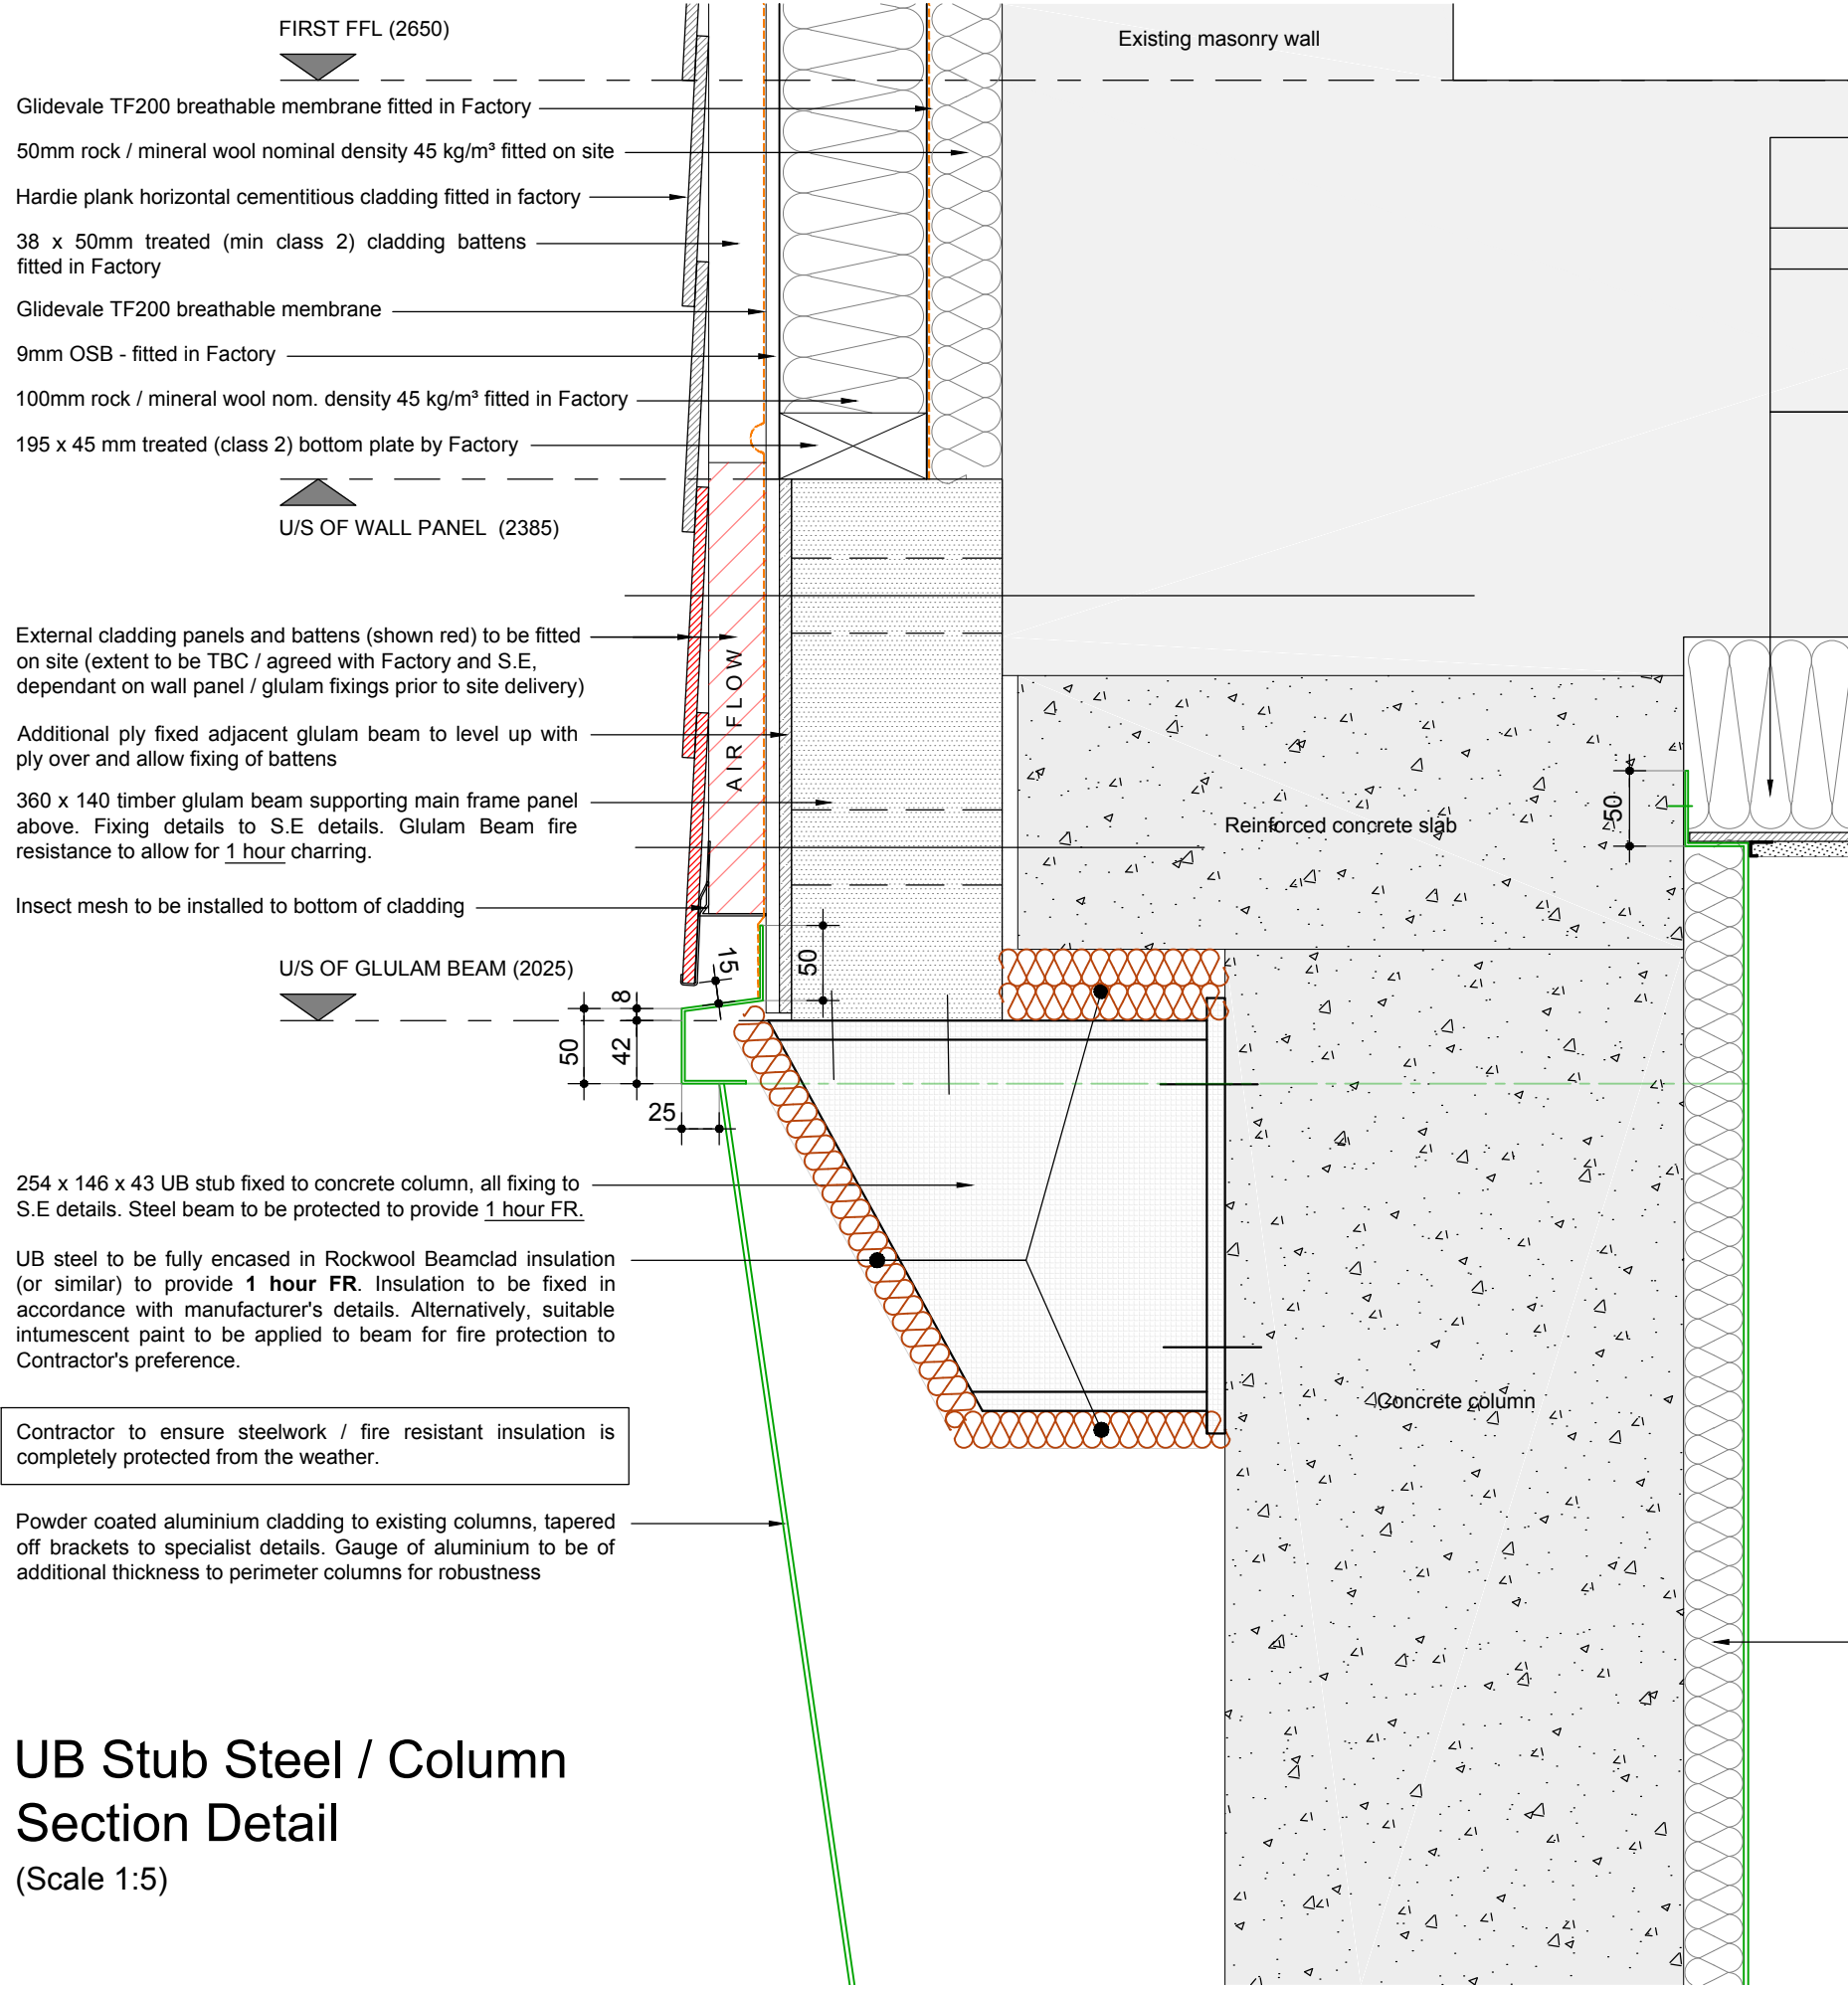 FIRST FFL (2650)
Existing masonry wall
Glidevale TF200 breathable membrane fitted in Factory
50mm rock / mineral wool nominal density 45 kg/m³ fitted on site
Hardie plank horizontal cementitious cladding fitted in factory
38 x 50mm treated (min class 2) cladding battens
fitted in Factory
Glidevale TF200 breathable membrane
9mm OSB - fitted in Factory
100mm rock / mineral wool nom. density 45 kg/m³ fitted in Factory
195 x 45 mm treated (class 2) bottom plate by Factory
U/S OF WALL PANEL (2385)
External cladding panels and battens (shown red) to be fitted
on site (extent to be TBC / agreed with Factory and S.E,
dependant on wall panel / glulam fixings prior to site delivery)
AIR FLOW
Additional ply fixed adjacent glulam beam to level up with
ply over and allow fixing of battens
360 x 140 timber glulam beam supporting main frame panel
above. Fixing details to S.E details. Glulam Beam fire
resistance to allow for 1 hour charring.
Reinforced concrete slab
50
Insect mesh to be installed to bottom of cladding
U/S OF GLULAM BEAM (2025)
15
50
8
50
42
25
254 x 146 x 43 UB stub fixed to concrete column, all fixing to
S.E details. Steel beam to be protected to provide 1 hour FR.
UB steel to be fully encased in Rockwool Beamclad insulation
(or similar) to provide 1 hour FR. Insulation to be fixed in
accordance with manufacturer's details. Alternatively, suitable
intumescent paint to be applied to beam for fire protection to
Contractor's preference.
Concrete column
Contractor to ensure steelwork / fire resistant insulation is
completely protected from the weather.
Powder coated aluminium cladding to existing columns, tapered
off brackets to specialist details. Gauge of aluminium to be of
additional thickness to perimeter columns for robustness
UB Stub Steel / Column
Section Detail
(Scale 1:5)